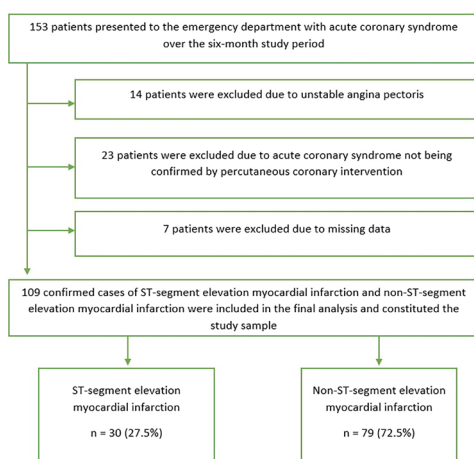 153 patients presented to the emergency department with acute coronary syndrome
over the six-month study period
14 patients were excluded due to unstable angina pectoris
23 patients were excluded due to acute coronary syndrome not being
confirmed by percutaneous coronary intervention
7 patients were excluded due to missing data
109 confirmed cases of ST-segment elevation myocardial infarction and non-ST-segment
elevation myocardial infarction were included in the final analysis and constituted the
study sample
ST-segment elevation
myocardial infarction
n = 30 (27.5%)
Non-ST-segment elevation
myocardial infarction
n = 79 (72.5%)